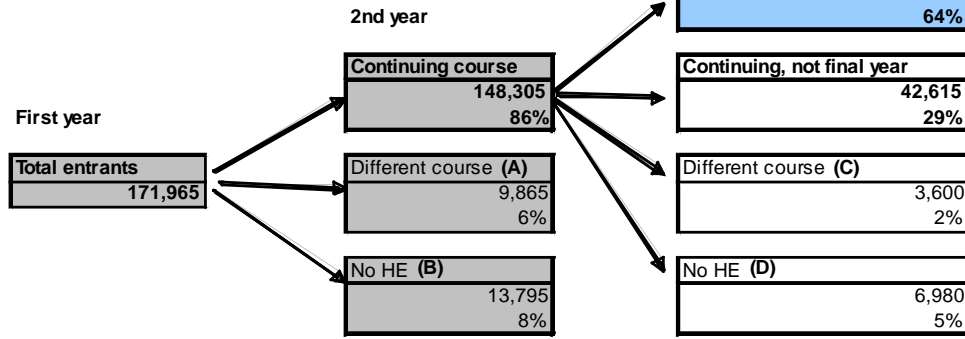 2nd year
64%
Continuing course
148,305
86%
Continuing, not final year
42,615
29%
First year
Total entrants
171,965
Different course (A)
9,865
6%
Different course (C)
3,600
2%
No HE (B)
13,795
8%
No HE (D)
6,980
5%